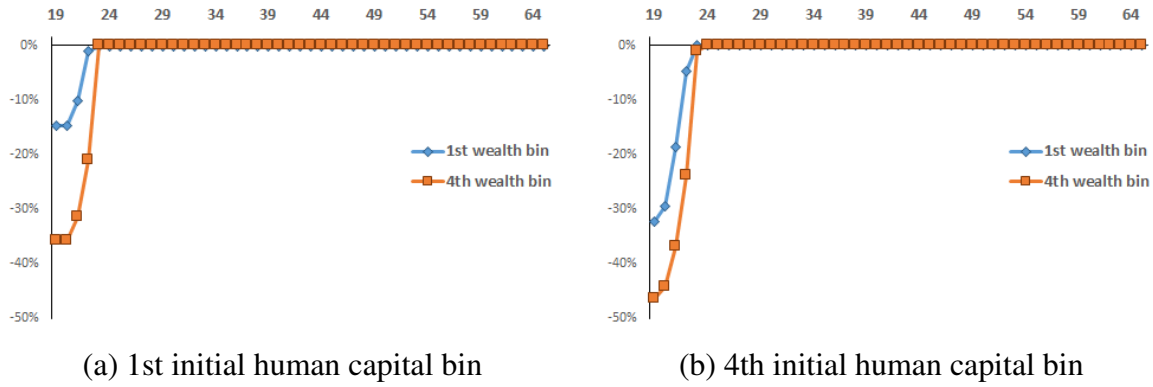 19 24 29 34 39 44 49 54 59 64
0%
-10%
-20%
-30%
-40%
-50%
1st wealth bin
4th wealth bin
(a) 1st initial human capital bin
19 24 29 34 39 44 49 54 59 64
0%
-10%
-20%
-30%
-40%
-50%
1st wealth bin
4th wealth bin
(b) 4th initial human capital bin